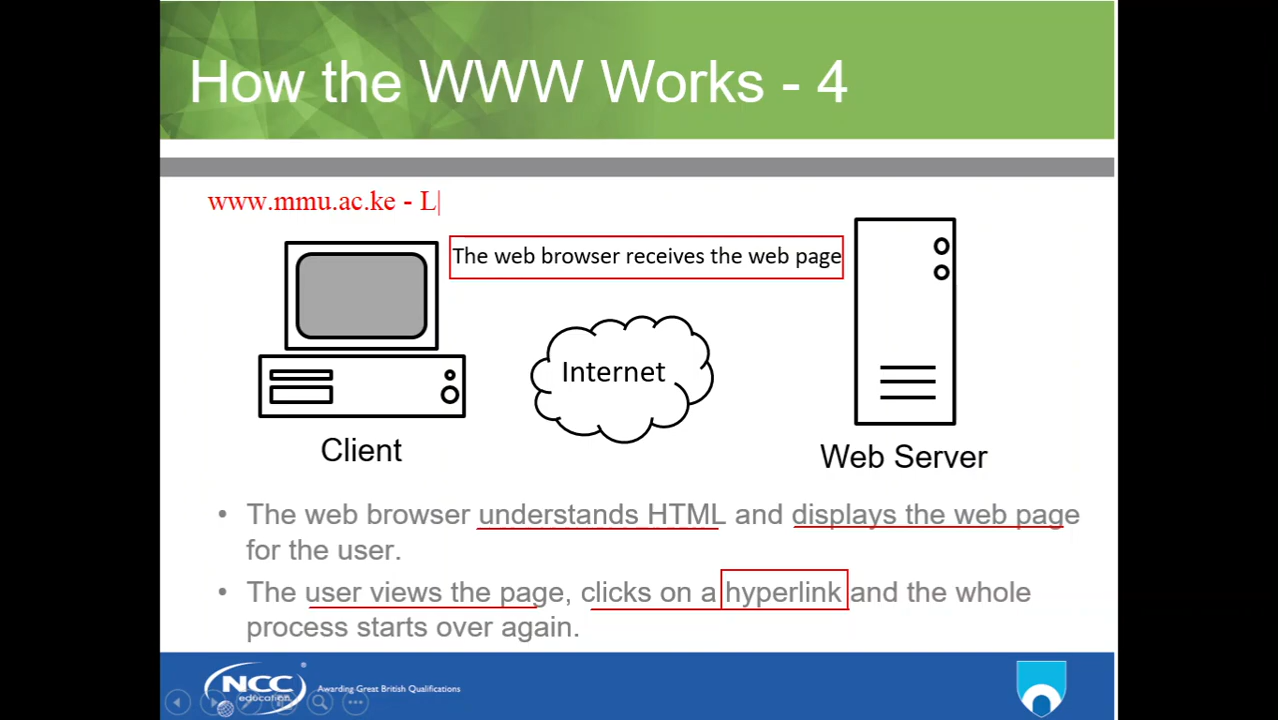 How the WWW Works - 4
www.mmu.ac.ke - L
The web browser receives the web page
Internet
Client
Web Server
• The web browser understands HTML and displays the web page
for the user.
• The user views the page, clicks on a hyperlink and the whole
process starts over again.
NCC
education
Awarding Great British Qualifications